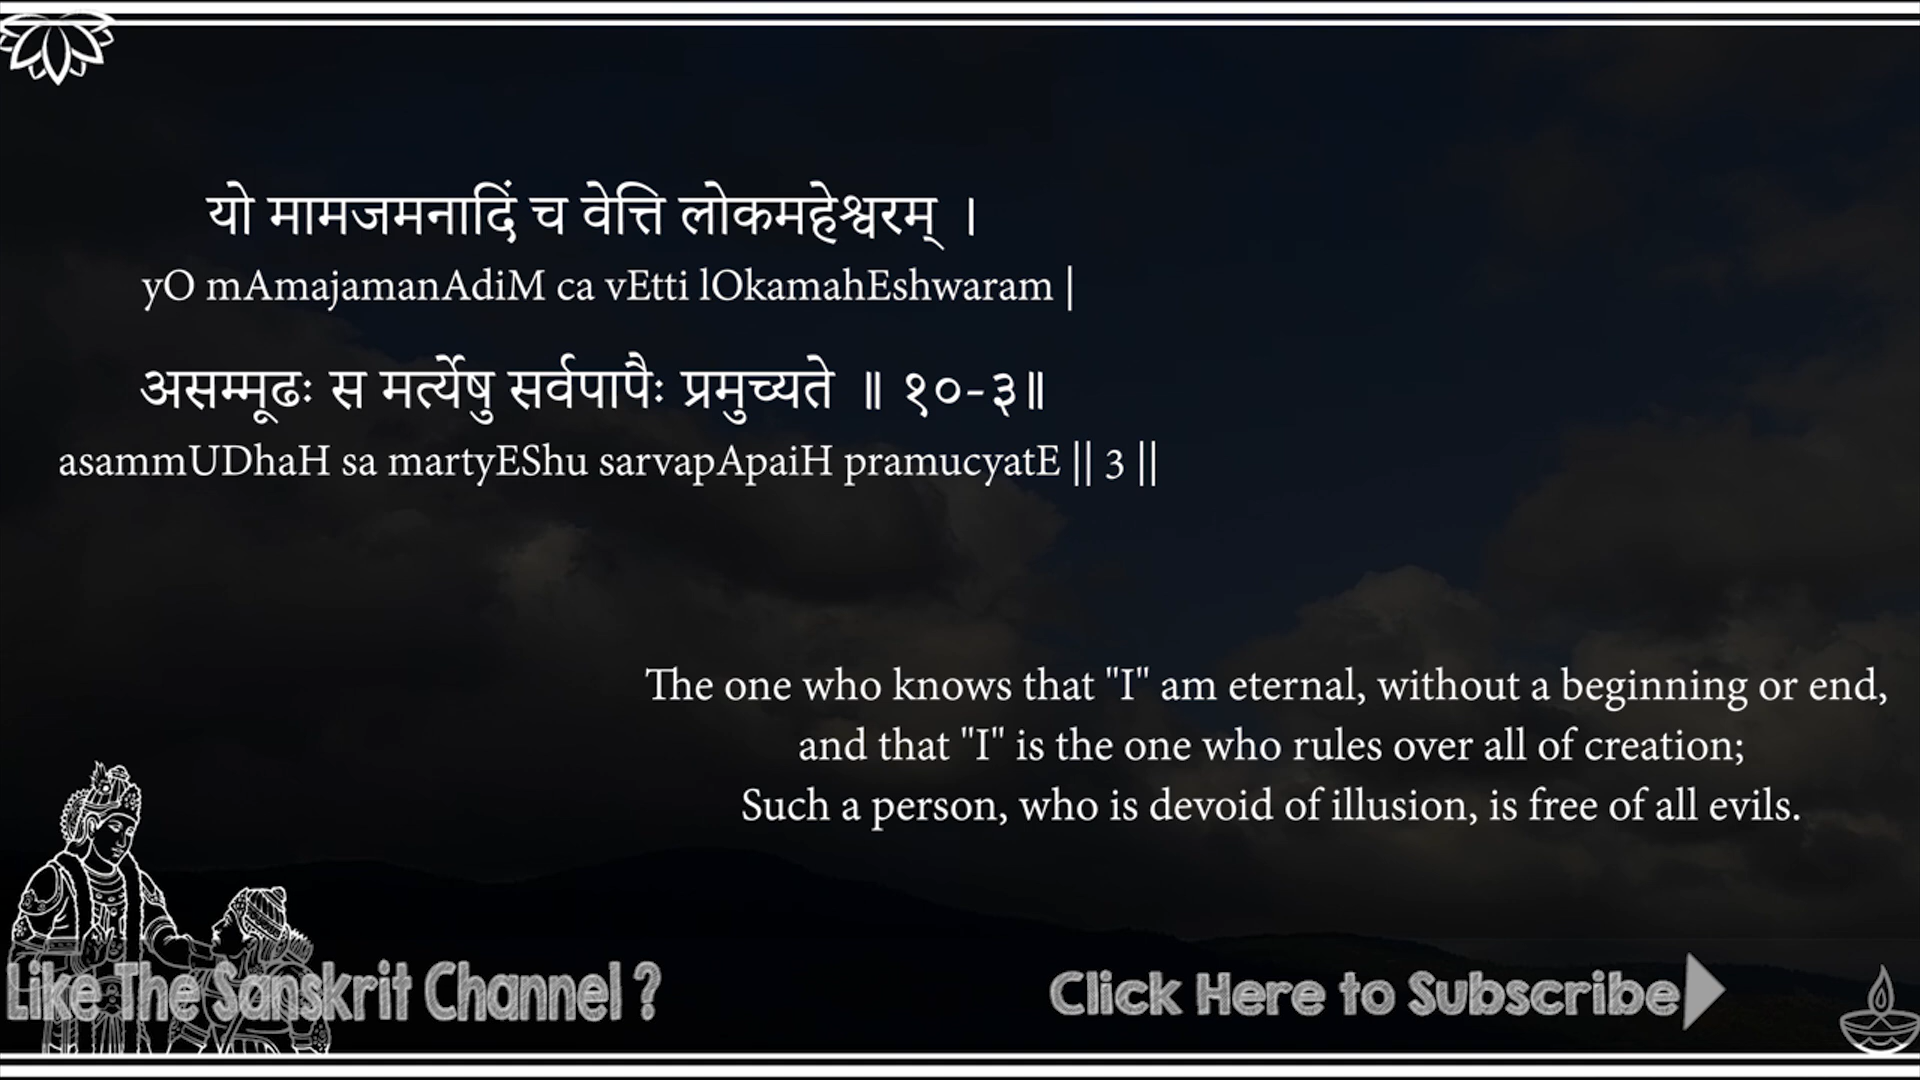 यो मामजमनादिं च वेत्ति लोकमहेश्वरम् ।
yO mAmajamanAdiM ca vEtti lOkamahEshwaram |
असम्मूढः स मर्त्येषु सर्वपापैः प्रमुच्यते ॥ १०-३॥
asammUDhaH sa martyEShu sarvapApaiH pramucyatE || 3 ||
The one who knows that "I" am eternal, without a beginning or end,
and that "I" is the one who rules over all of creation;
Such a person, who is devoid of illusion, is free of all evils.
Like The Sanskrit Channel ?
Click Here to Subscribe